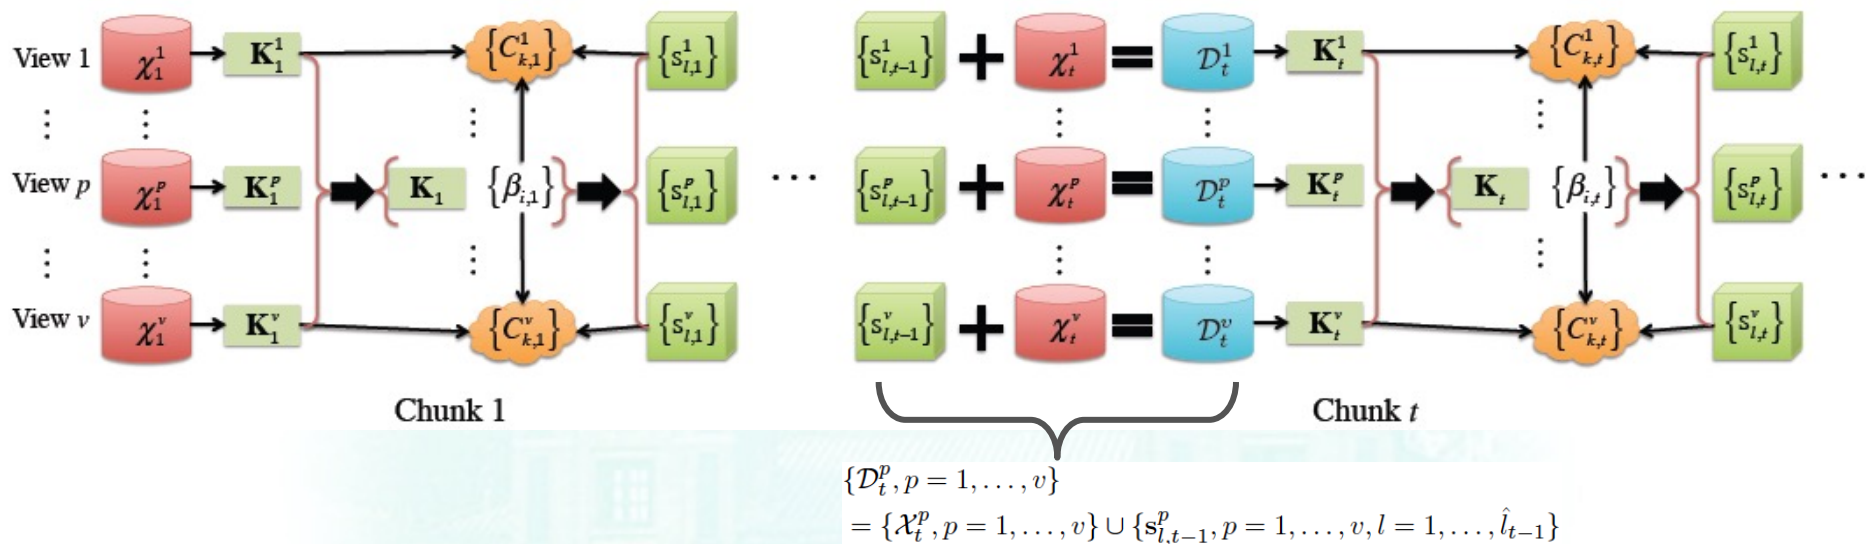 View 1 χ_1^1 K_1^1 {C_{k,1}^1} {s_{l,1}^1} {s_{l,t−1}^1} + χ_t^1 = 𝒟_t^1 K_t^1 {C_{k,t}^1} {s_{l,t}^1}
⋮ ⋮ ⋮ ⋮ ⋮ ⋮
View p χ_1^p K_1^p { K_1 {β_{i,1}} } {s_{l,1}^p} ⋯ {s_{l,t−1}^p} + χ_t^p = 𝒟_t^p K_t^p { K_t {β_{i,t}} } {s_{l,t}^p} ⋯
⋮ ⋮ ⋮ ⋮ ⋮ ⋮
View v χ_1^v K_1^v {C_{k,1}^v} {s_{l,1}^v} {s_{l,t−1}^v} + χ_t^v = 𝒟_t^v K_t^v {C_{k,t}^v} {s_{l,t}^v}
Chunk 1 Chunk t
{𝒟_t^p, p = 1, . . . , v}
= {𝒳_t^p, p = 1, . . . , v} ∪ {s_{l,t−1}^p, p = 1, . . . , v, l = 1, . . . , l̂_{t−1}}